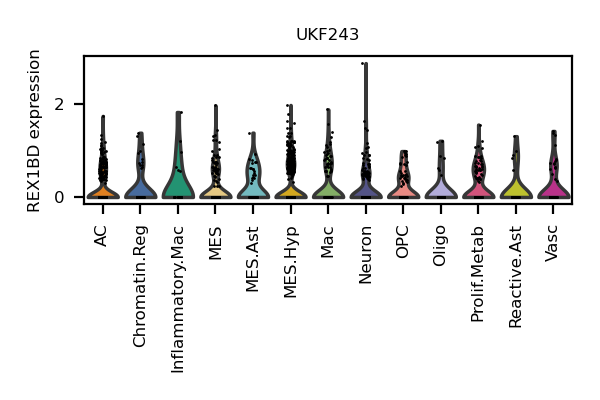 UKF243
REX1BD expression
2
0
AC
Chromatin.Reg
Inflammatory.Mac
MES
MES.Ast
MES.Hyp
Mac
Neuron
OPC
Oligo
Prolif.Metab
Reactive.Ast
Vasc